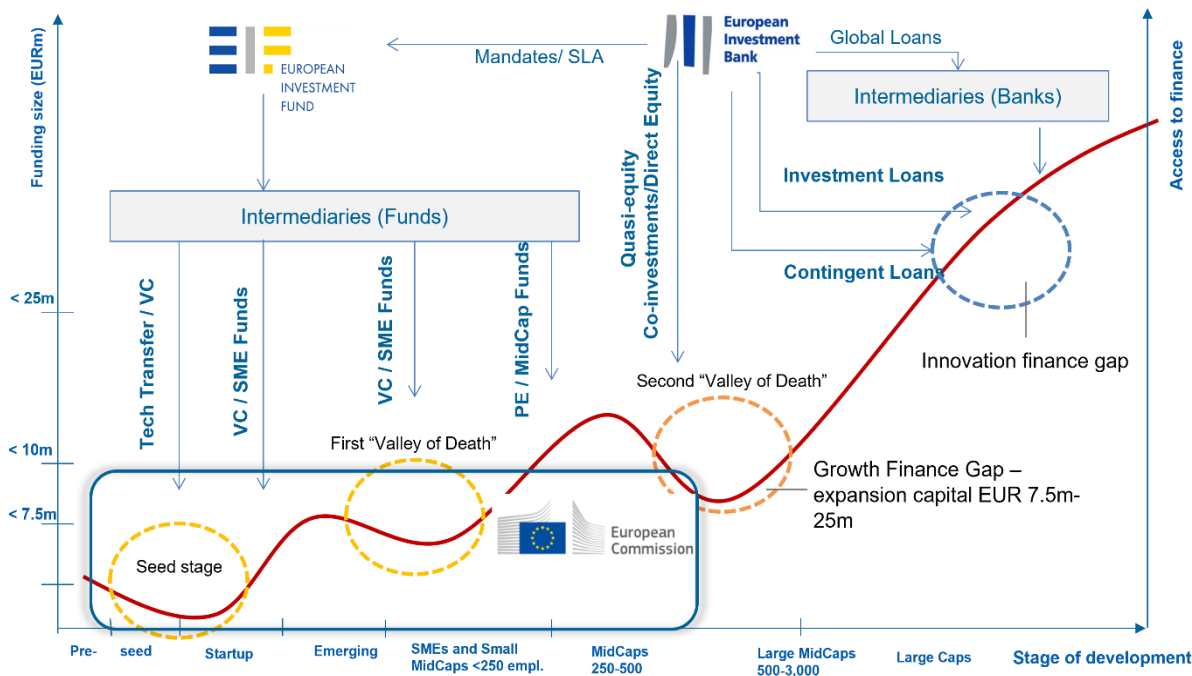 Funding size (EURm)
EUROPEAN
INVESTMENT
FUND
Mandates/ SLA
European
Investment
Bank
Global Loans
Intermediaries (Banks)
Access to finance
Intermediaries (Funds)
Tech Transfer / VC
VC / SME Funds
VC / SME Funds
PE / MidCap Funds
Quasi-equity
Co-investments/Direct Equity
Investment Loans
Contingent Loans
Innovation finance gap
< 25m
< 10m
<7.5m
Second “Valley of Death”
First “Valley of Death”
Growth Finance Gap –
expansion capital EUR 7.5m-
25m
European
Commission
Seed stage
Pre-
seed
Startup
Emerging
SMEs and Small
MidCaps <250 empl.
MidCaps
250-500
Large MidCaps
500-3.000
Large Caps
Stage of development